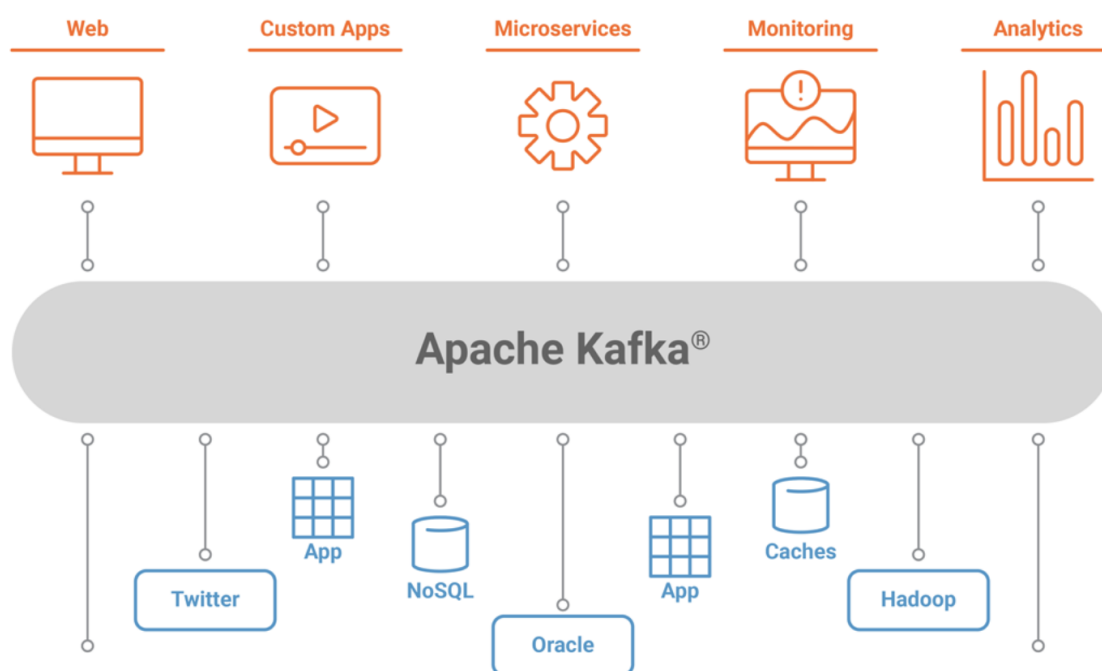 Web
Custom Apps
Microservices
Monitoring
Analytics
Apache Kafka®
App
Caches
NoSQL
App
Twitter
Hadoop
Oracle